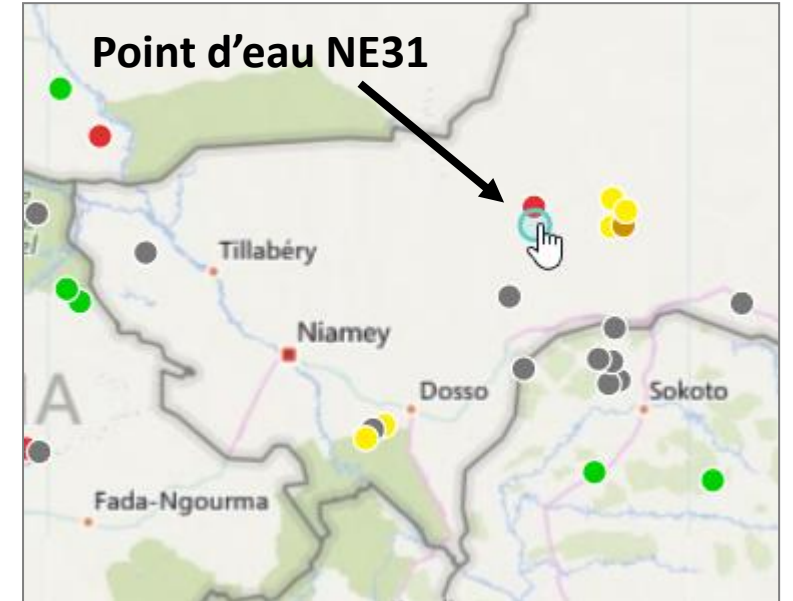 Point d'eau NE31
Tillabéry
Niamey
Dosso
Sokoto
A
Fada-Ngourma